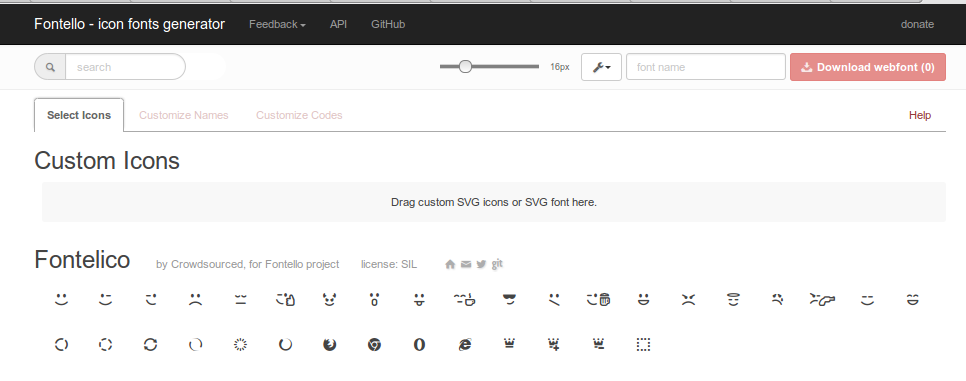 Fontello - icon fonts generator Feedback API GitHub donate
search 16px font name Download webfont (0)
Select Icons Customize Names Customize Codes Help
Custom Icons
Drag custom SVG icons or SVG font here.
Fontelico by Crowdsourced, for Fontello project license: SIL git